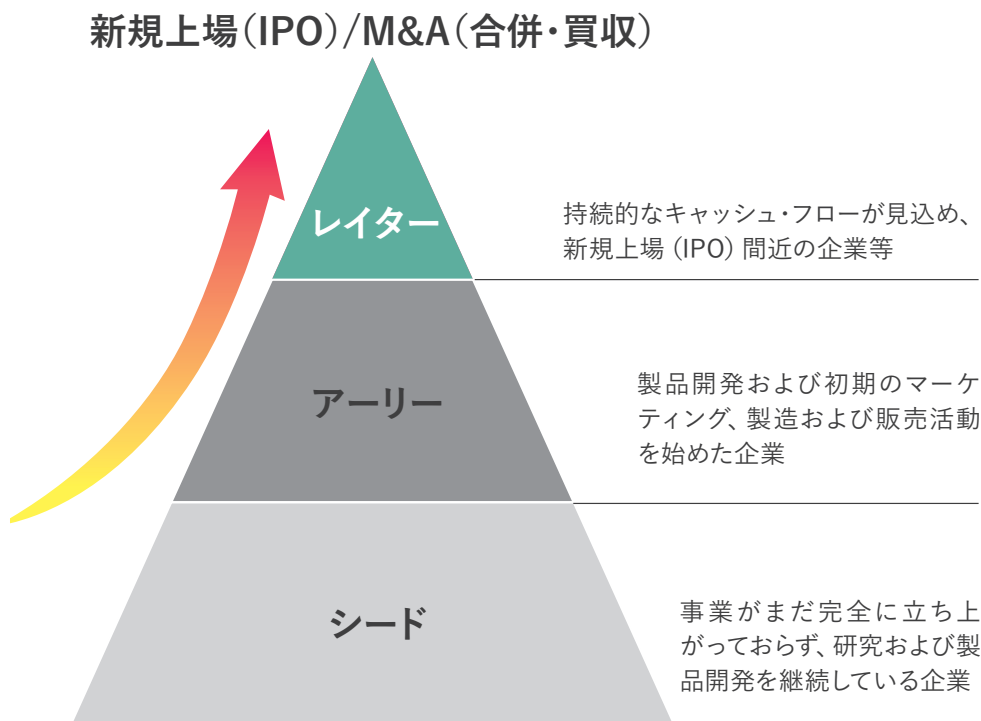 新規上場（IPO）/M&A（合併・買収）
レイター
持続的なキャッシュ・フローが見込め、
新規上場（IPO）間近の企業等
アーリー
製品開発および初期のマーケ
ティング、製造および販売活動
を始めた企業
シード
事業がまだ完全に立ち上
がっておらず、研究および製
品開発を継続している企業